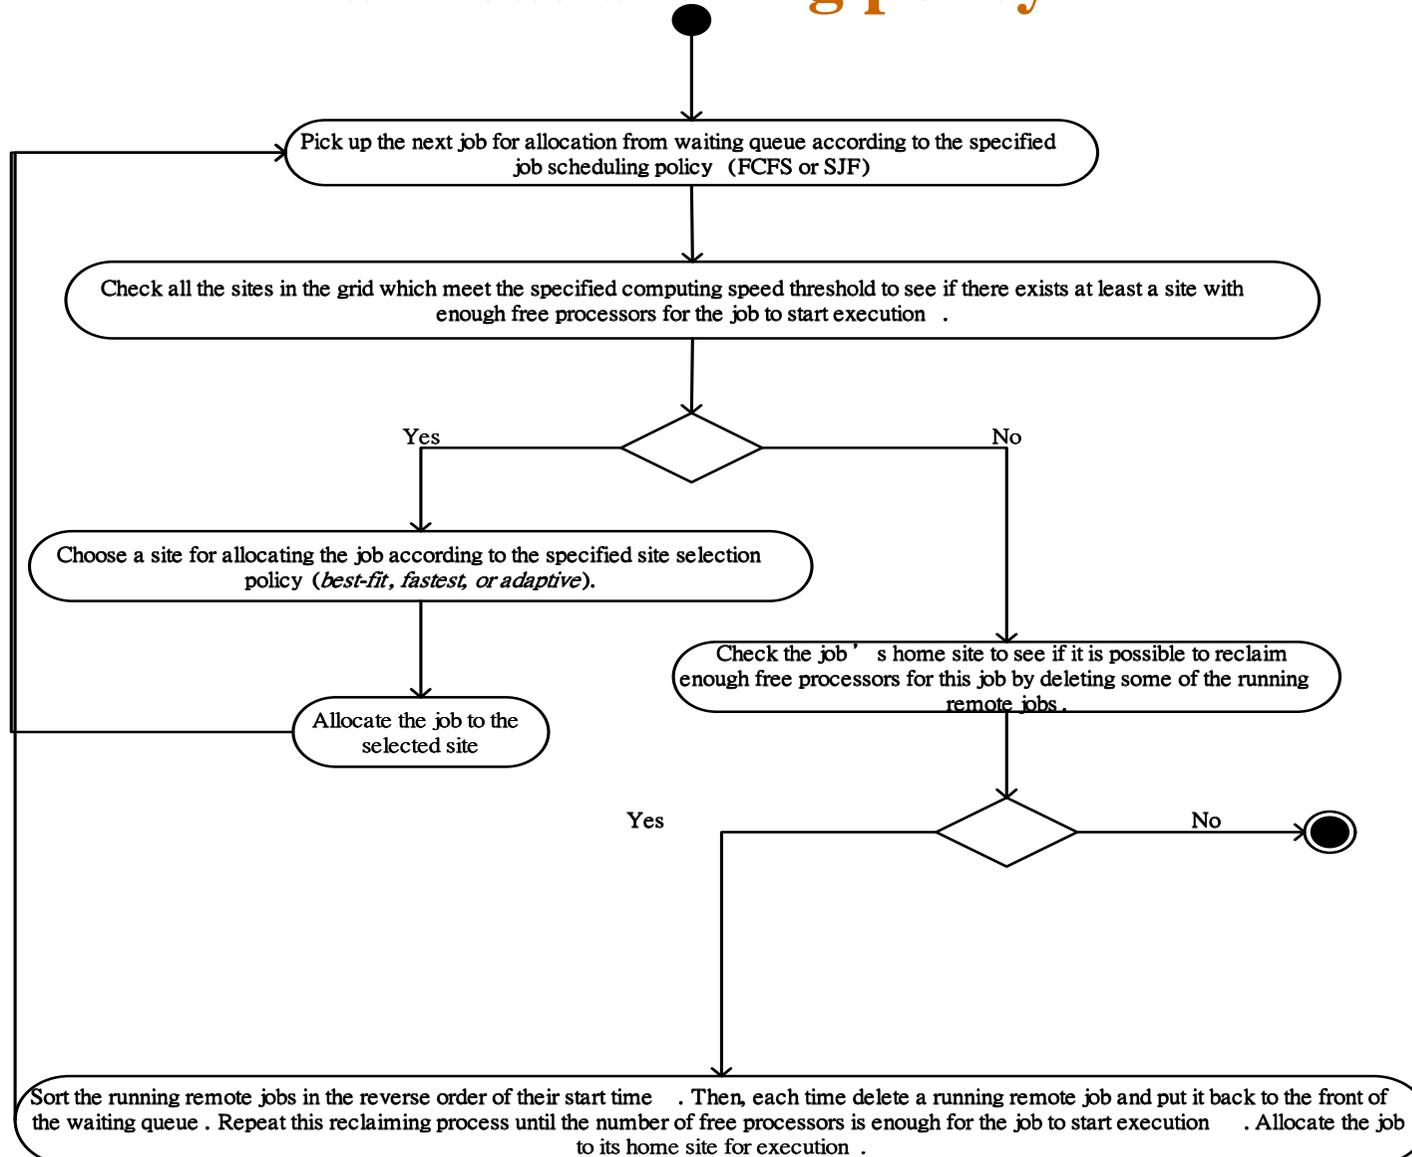 Pick up the next job for allocation from waiting queue according to the specified
job scheduling policy (FCFS or SJF)
Check all the sites in the grid which meet the specified computing speed threshold to see if there exists at least a site with
enough free processors for the job to start execution .
Yes
No
Choose a site for allocating the job according to the specified site selection
policy (best-fit, fastest, or adaptive).
Check the job ’ s home site to see if it is possible to reclaim
enough free processors for this job by deleting some of the running
remote jobs .
Allocate the job to the
selected site
Yes
No
Sort the running remote jobs in the reverse order of their start time . Then, each time delete a running remote job and put it back to the front of
the waiting queue . Repeat this reclaiming process until the number of free processors is enough for the job to start execution . Allocate the job
to its home site for execution .